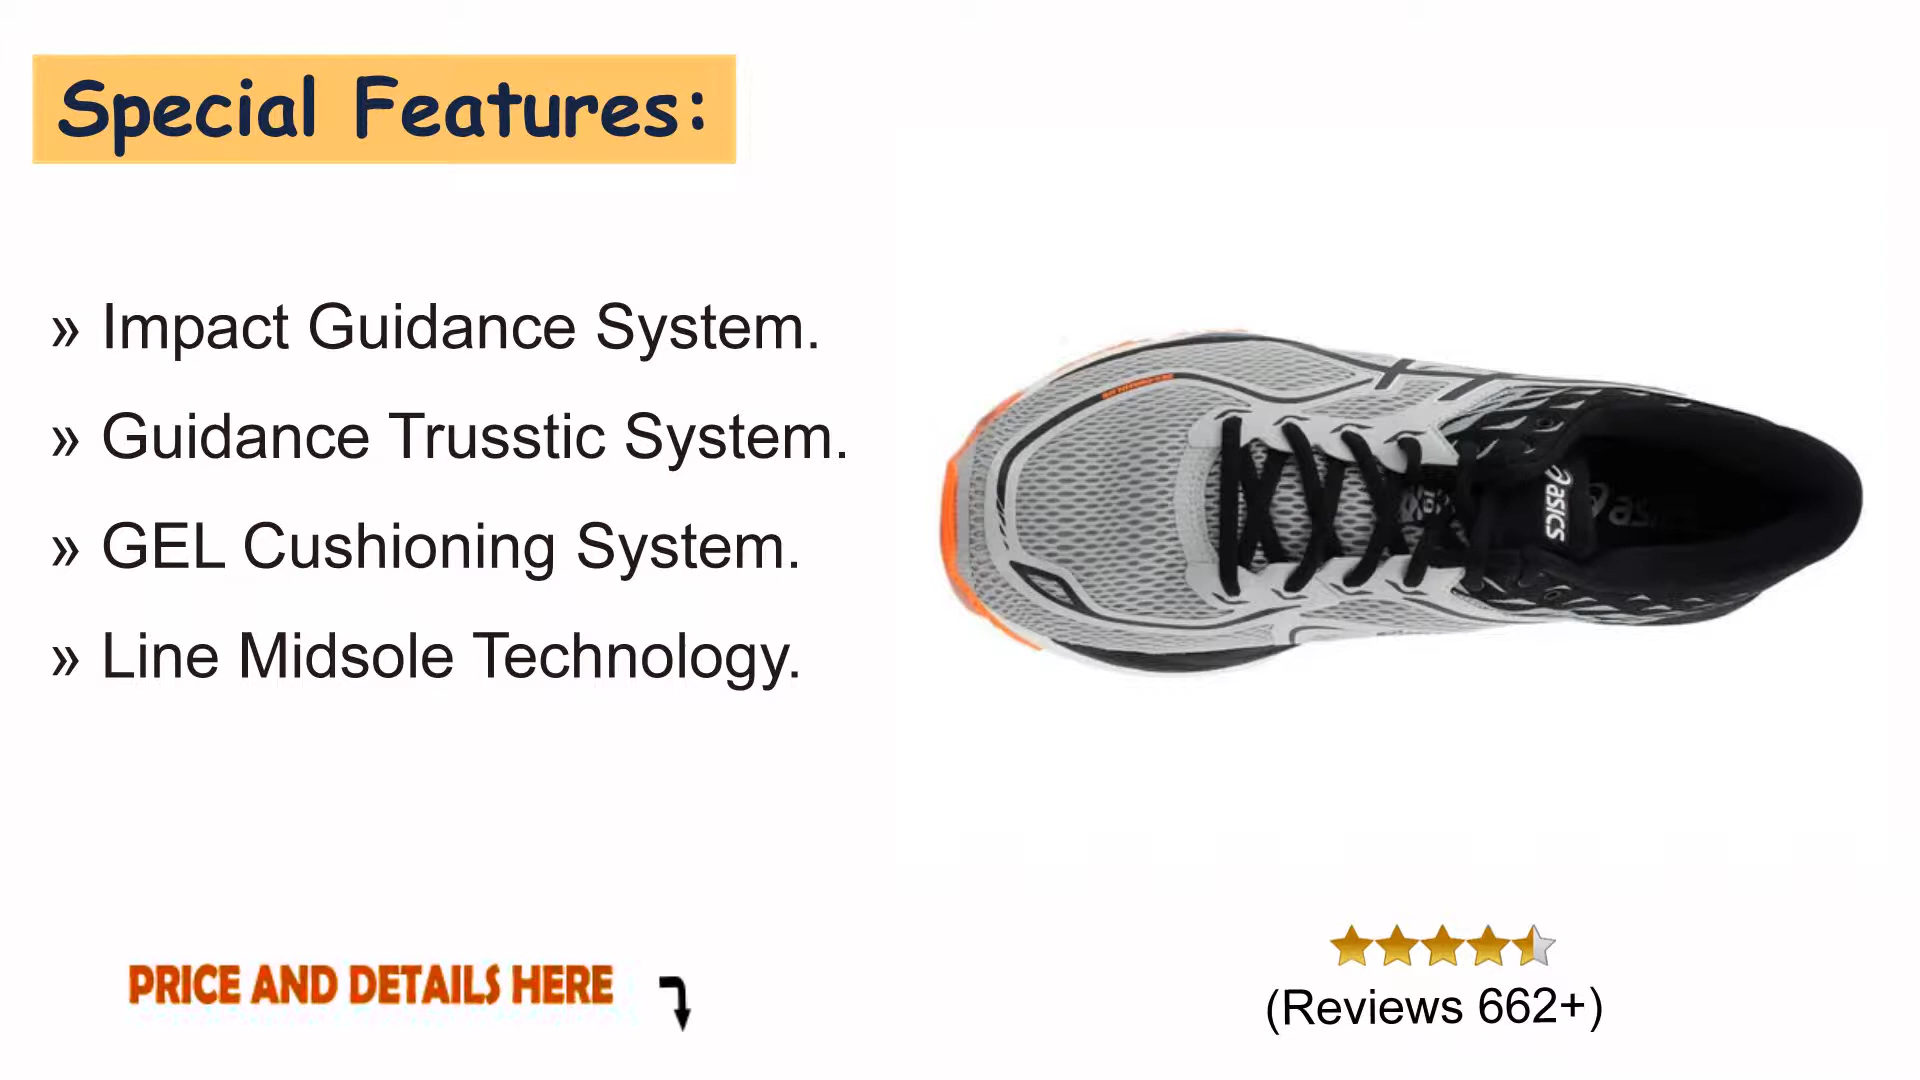 Special Features:
» Impact Guidance System.
» Guidance Trusstic System.
» GEL Cushioning System.
» Line Midsole Technology.
asics
PRICE AND DETAILS HERE
(Reviews 662+)